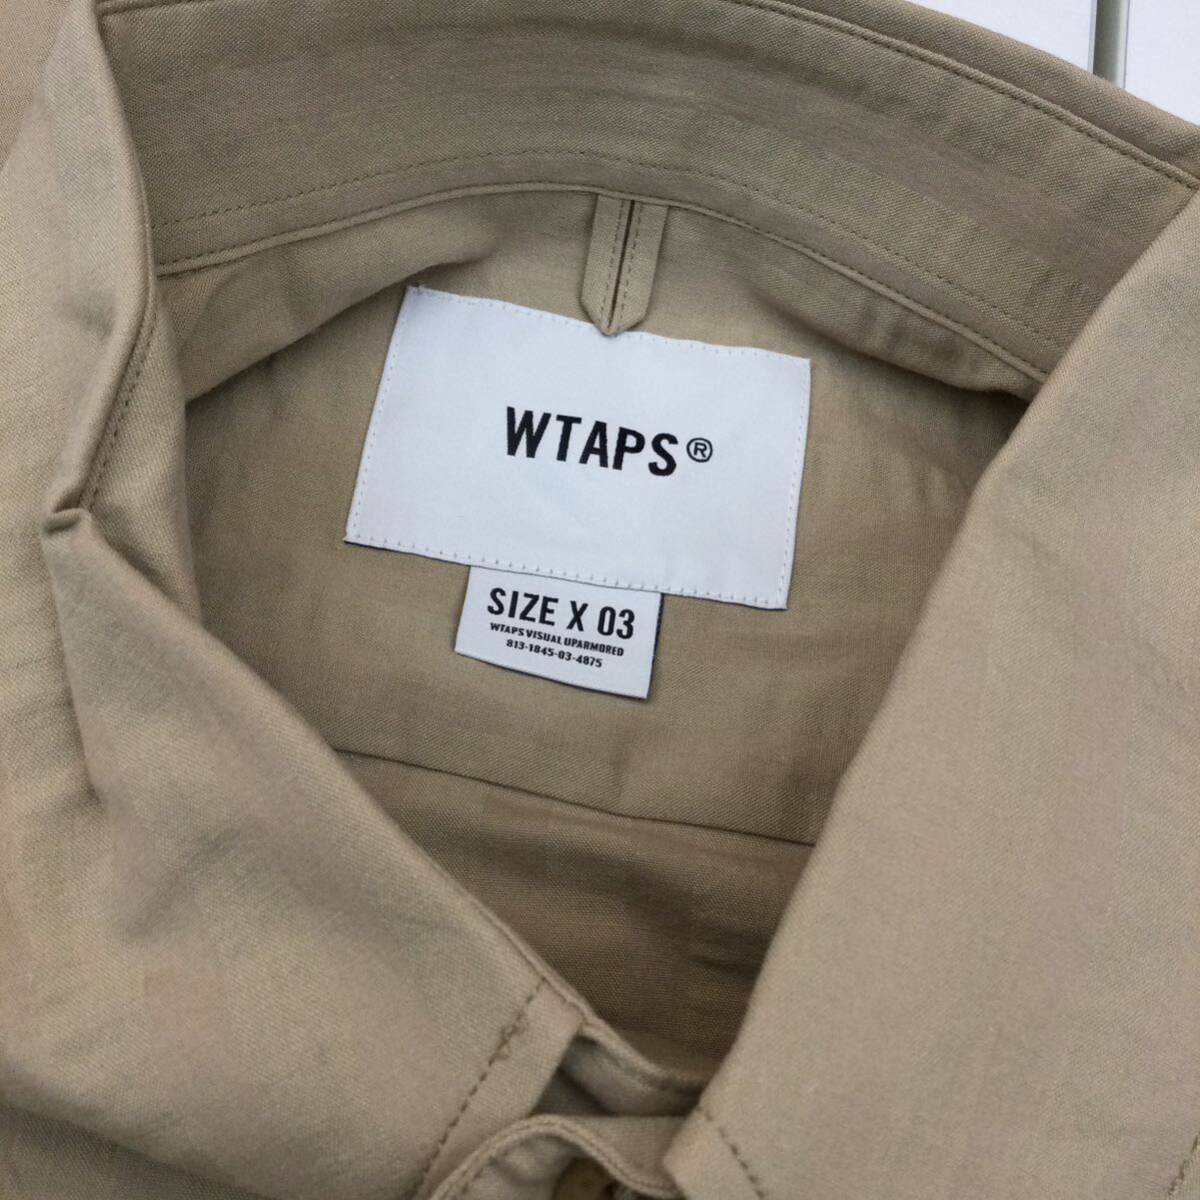 WTAPS®
SIZE X 03
WTAPS VISUAL UPARMORED
813-1845-03-4875